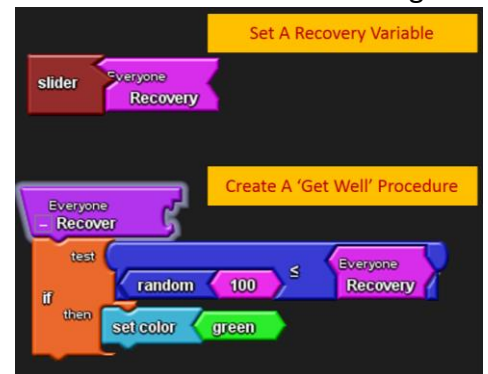 Set A Recovery Variable
slider
Everyone
Recovery
Create A ‘Get Well’ Procedure
Everyone
Recover
test
random 100 ≤
Everyone
Recovery
if
then
set color green